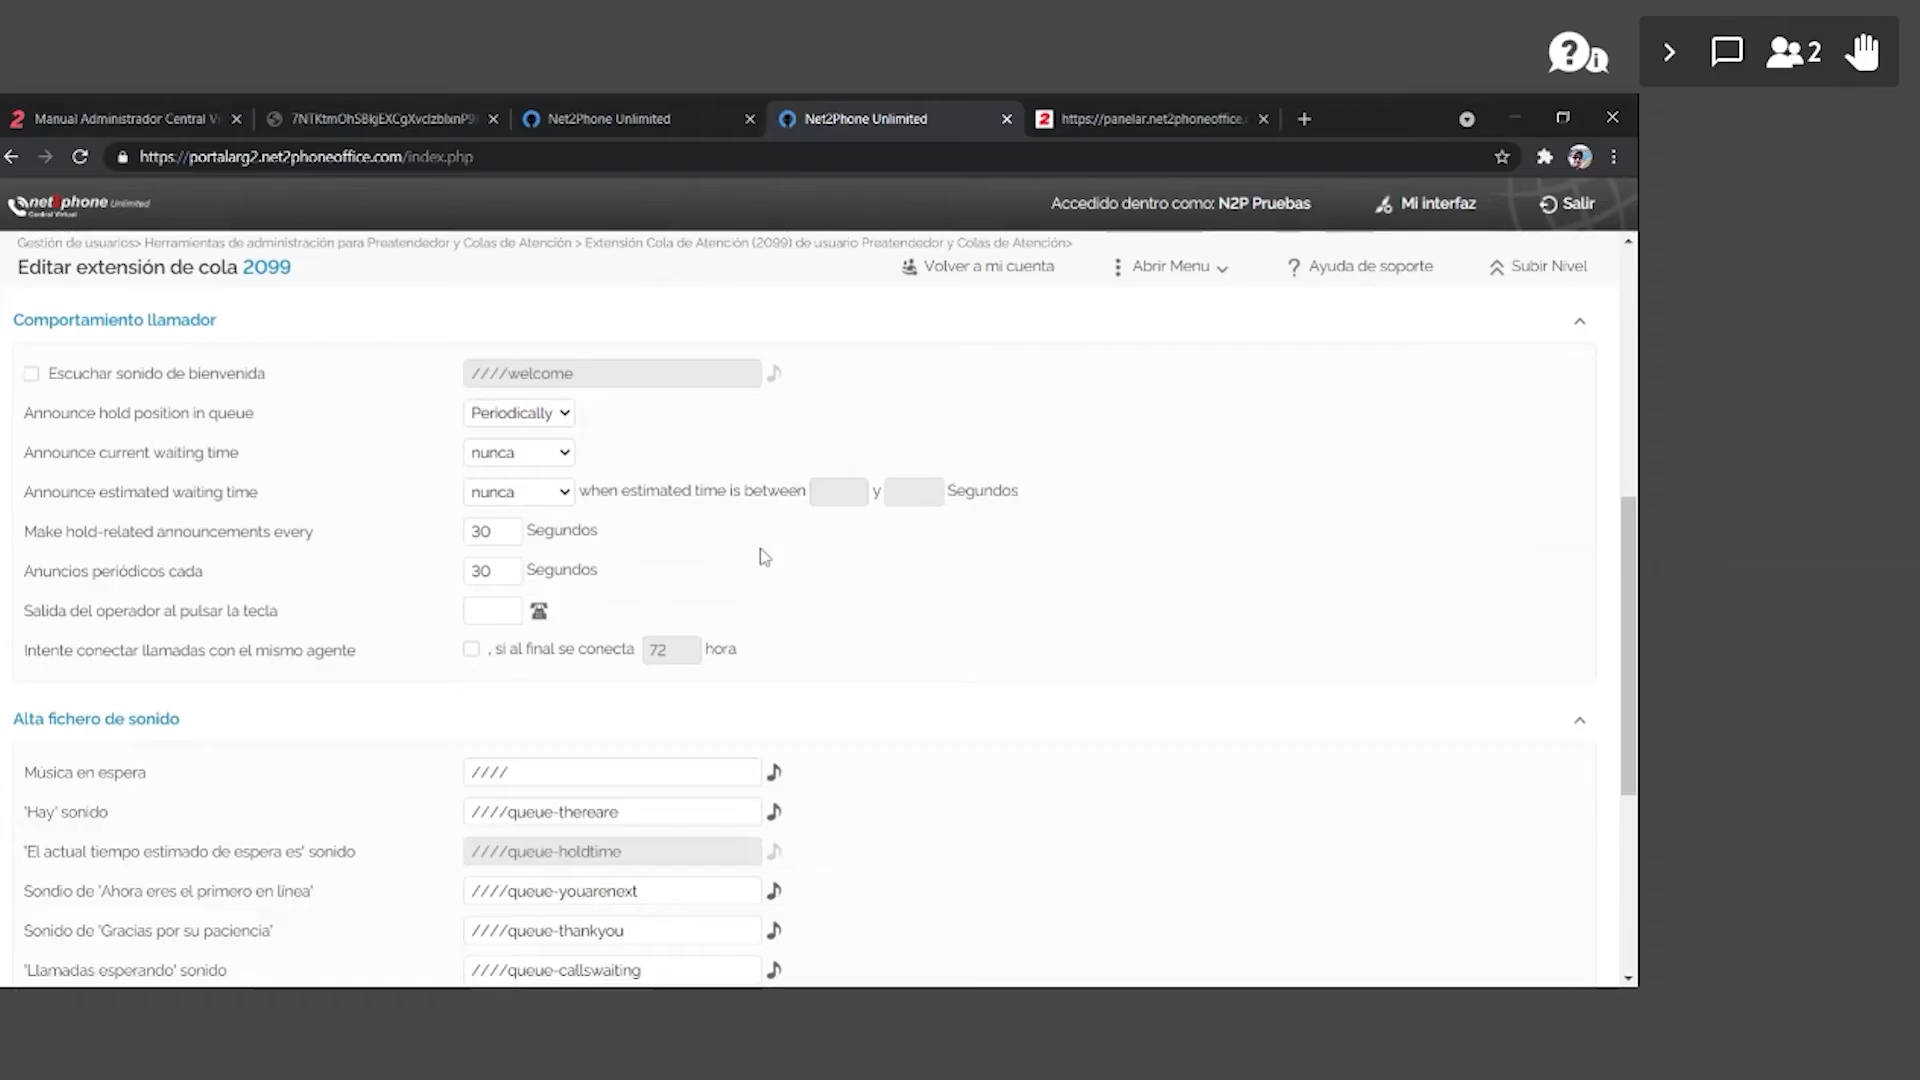 2
Manual Administrador Central Vi
7NTKtmOhSBkjEXCgXvclzblxnP9
Net2Phone Unlimited
Net2Phone Unlimited
https://panelar.net2phoneoffice.
https://portalarg2.net2phoneoffice.com/index.php
net2phone Unlimited
Central Virtual
Accedido dentro como: N2P Pruebas
Mi interfaz
Salir
Gestión de usuarios> Herramientas de administración para Preatendedor y Colas de Atención > Extensión Cola de Atención (2099) de usuario Preatendedor y Colas de Atención>
Editar extensión de cola 2099
Volver a mi cuenta
Abrir Menu
Ayuda de soporte
Subir Nivel
Comportamiento llamador
Escuchar sonido de bienvenida ////welcome
Announce hold position in queue Periodically
Announce current waiting time nunca
Announce estimated waiting time nunca when estimated time is between y Segundos
Make hold-related announcements every 30 Segundos
Anuncios periódicos cada 30 Segundos
Salida del operador al pulsar la tecla
Intente conectar llamadas con el mismo agente , si al final se conecta 72 hora
Alta fichero de sonido
Música en espera ////
'Hay' sonido ////queue-thereare
'El actual tiempo estimado de espera es' sonido ////queue-holdtime
Sondio de 'Ahora eres el primero en línea' ////queue-youarenext
Sonido de 'Gracias por su paciencia' ////queue-thankyou
'Llamadas esperando' sonido ////queue-callswaiting